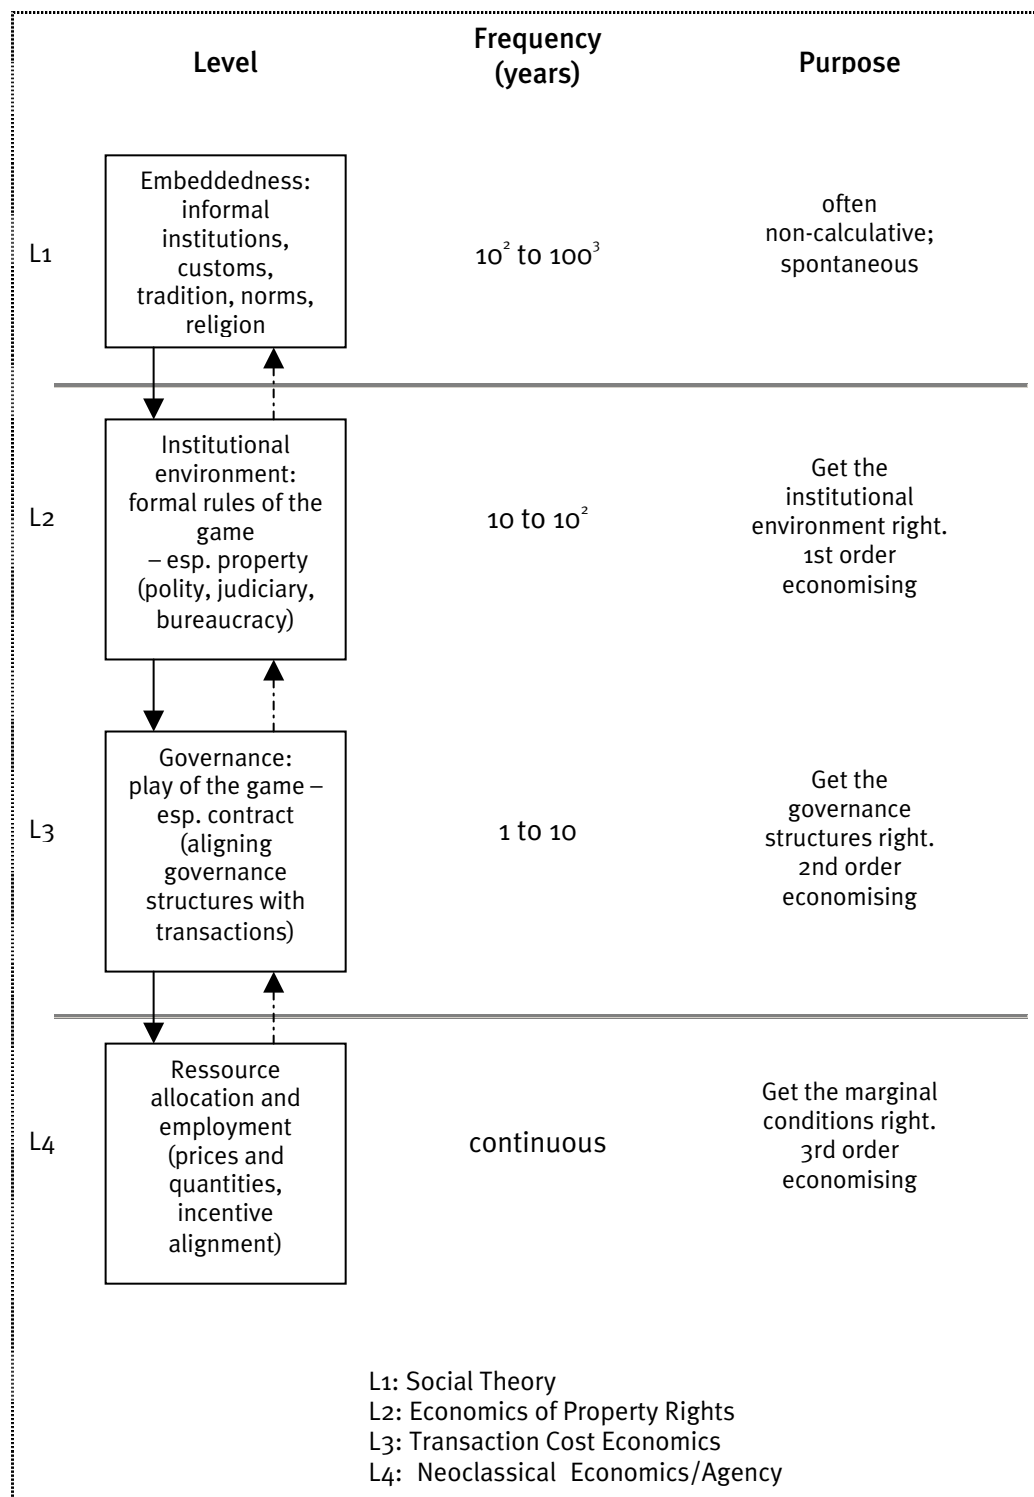 Level
Frequency
(years)
Purpose
L1
Embeddedness:
informal
institutions,
customs,
tradition, norms,
religion
10² to 100³
often
non-calculative;
spontaneous
L2
Institutional
environment:
formal rules of the
game
– esp. property
(polity, judiciary,
bureaucracy)
10 to 10²
Get the
institutional
environment right.
1st order
economising
L3
Governance:
play of the game –
esp. contract
(aligning
governance
structures with
transactions)
1 to 10
Get the
governance
structures right.
2nd order
economising
L4
Ressource
allocation and
employment
(prices and
quantities,
incentive
alignment)
continuous
Get the marginal
conditions right.
3rd order
economising
L1: Social Theory
L2: Economics of Property Rights
L3: Transaction Cost Economics
L4: Neoclassical Economics/Agency